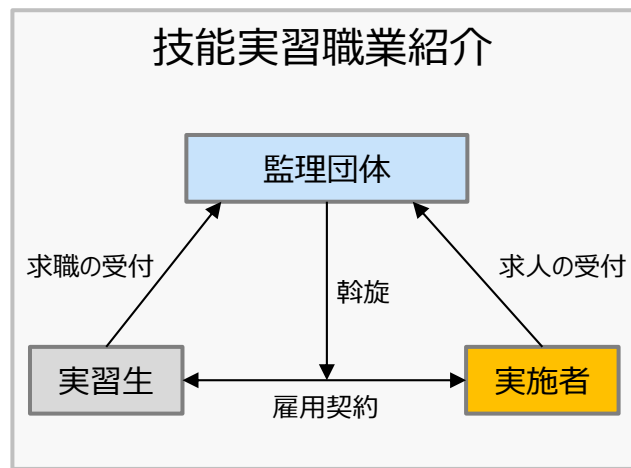 技能実習職業紹介
監理団体
求職の受付
求人の受付
斡旋
実習生
実施者
雇用契約